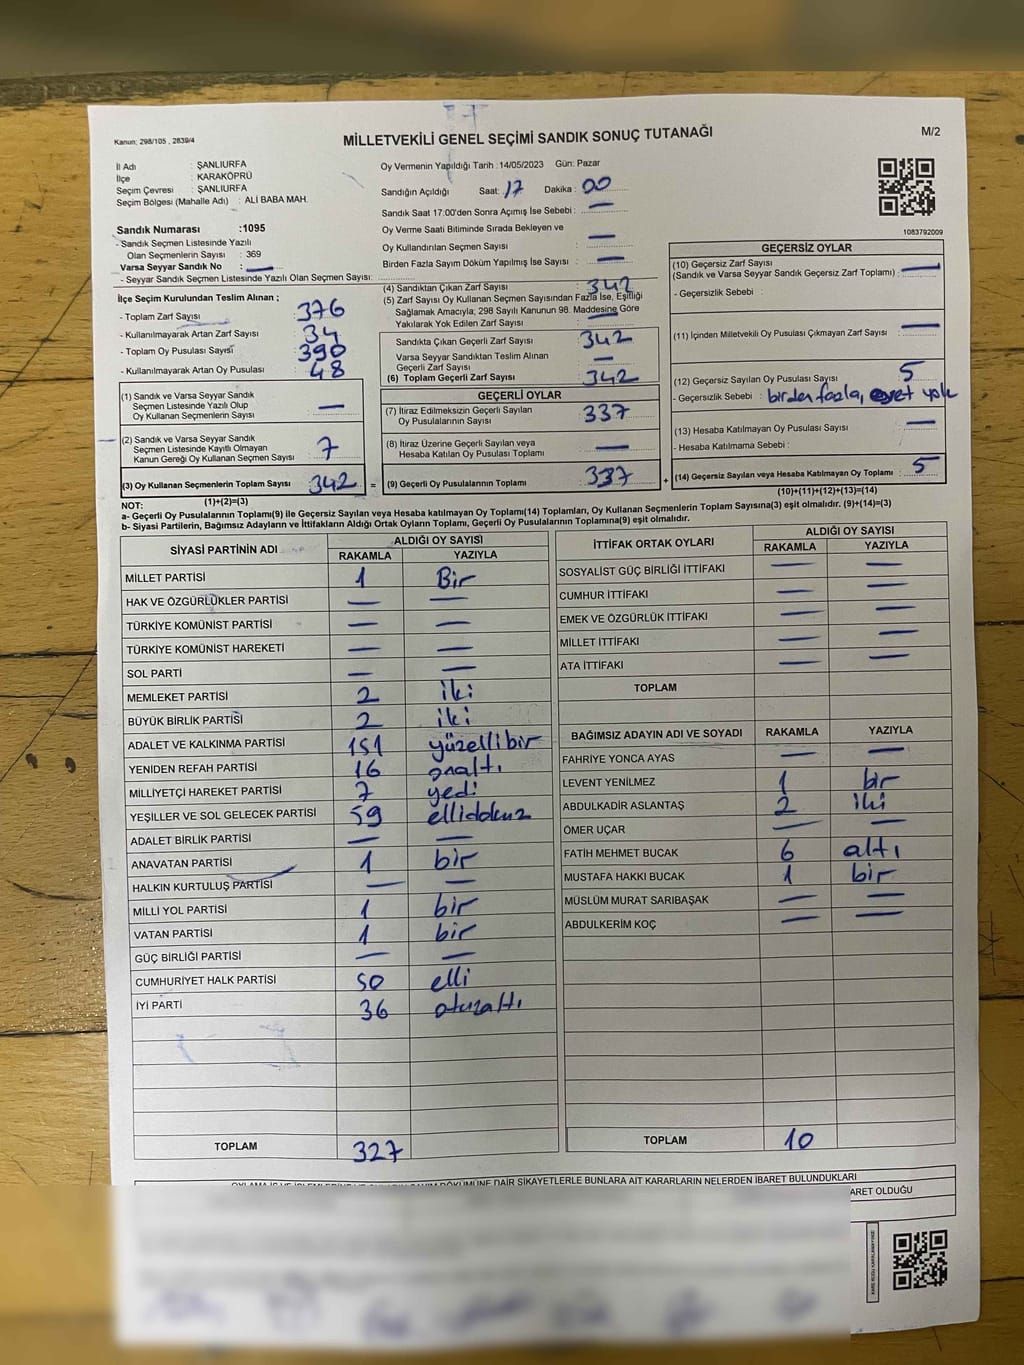 Kanun: 298/105 , 2839/4
MİLLETVEKİLİ GENEL SEÇİMİ SANDIK SONUÇ TUTANAĞI
M/2
İl Adı : ŞANLIURFA
İlçe : KARAKÖPRÜ
Seçim Çevresi : ŞANLIURFA
Seçim Bölgesi (Mahalle Adı) : ALİ BABA MAH.
Sandık Numarası :1095
- Sandık Seçmen Listesinde Yazılı
Olan Seçmenlerin Sayısı : 369
Varsa Seyyar Sandık No : —
- Seyyar Sandık Seçmen Listesinde Yazılı Olan Seçmen Sayısı:
Oy Vermenin Yapıldığı Tarih : 14/05/2023 Gün: Pazar
Sandığın Açıldığı Saat: 17 Dakika : 00
Sandık Saat 17:00'den Sonra Açımış İse Sebebi : —
Oy Verme Saati Bitiminde Sırada Bekleyen ve
Oy Kullandırılan Seçmen Sayısı : —
Birden Fazla Sayım Döküm Yapılmış İse Sayısı : —
1083792009
İlçe Seçim Kurulundan Teslim Alınan ;
- Toplam Zarf Sayısı : 376
- Kullanılmayarak Artan Zarf Sayısı : 34
- Toplam Oy Pusulası Sayısı : 390
- Kullanılmayarak Artan Oy Pusulası : 48
(1) Sandık ve Varsa Seyyar Sandık
Seçmen Listesinde Yazılı Olup
Oy Kullanan Seçmenlerin Sayısı : —
(2) Sandık ve Varsa Seyyar Sandık
Seçmen Listesinde Kayıtlı Olmayan
Kanun Gereği Oy Kullanan Seçmen Sayısı : 7
(3) Oy Kullanan Seçmenlerin Toplam Sayısı : 342
(1)+(2)=(3)
(4) Sandıktan Çıkan Zarf Sayısı : 342
(5) Zarf Sayısı Oy Kullanan Seçmen Sayısından Fazla İse, Eşitliği
Sağlamak Amacıyla; 298 Sayılı Kanunun 98. Maddesine Göre
Yakılarak Yok Edilen Zarf Sayısı : —
Sandıkta Çıkan Geçerli Zarf Sayısı : 342
Varsa Seyyar Sandıktan Teslim Alınan
Geçerli Zarf Sayısı : —
(6) Toplam Geçerli Zarf Sayısı : 342
GEÇERLİ OYLAR
(7) İtiraz Edilmeksizin Geçerli Sayılan
Oy Pusulalarının Sayısı : 337
(8) İtiraz Üzerine Geçerli Sayılan veya
Hesaba Katılan Oy Pusulası Toplamı : —
= (9) Geçerli Oy Pusulalarının Toplamı : 337 +
GEÇERSİZ OYLAR
(10) Geçersiz Zarf Sayısı
(Sandık ve Varsa Seyyar Sandık Geçersiz Zarf Toplamı) : —
- Geçersizlik Sebebi :
(11) İçinden Milletvekili Oy Pusulası Çıkmayan Zarf Sayısı : —
(12) Geçersiz Sayılan Oy Pusulası Sayısı : 5
- Geçersizlik Sebebi : birden fazla, evet yok
(13) Hesaba Katılmayan Oy Pusulası Sayısı : —
- Hesaba Katılmama Sebebi :
(14) Geçersiz Sayılan veya Hesaba Katılmayan Oy Toplamı : 5
(10)+(11)+(12)+(13)=(14)
NOT:
a- Geçerli Oy Pusulalarının Toplamı(9) ile Geçersiz Sayılan veya Hesaba katılmayan Oy Toplamı(14) Toplamları, Oy Kullanan Seçmenlerin Toplam Sayısına(3) eşit olmalıdır. (9)+(14)=(3)
b- Siyasi Partilerin, Bağımsız Adayların ve İttifakların Aldığı Ortak Oyların Toplamı, Geçerli Oy Pusulalarının Toplamına(9) eşit olmalıdır.
SİYASİ PARTİNİN ADI ALDIĞI OY SAYISI
RAKAMLA YAZIYLA
MİLLET PARTİSİ 1 Bir
HAK VE ÖZGÜRLÜKLER PARTİSİ — —
TÜRKİYE KOMÜNİST PARTİSİ — —
TÜRKİYE KOMÜNİST HAREKETİ — —
SOL PARTİ — —
MEMLEKET PARTİSİ 2 iki
BÜYÜK BİRLİK PARTİSİ 2 iki
ADALET VE KALKINMA PARTİSİ 151 yüzellibir
YENİDEN REFAH PARTİSİ 16 onaltı
MİLLİYETÇİ HAREKET PARTİSİ 7 yedi
YEŞİLLER VE SOL GELECEK PARTİSİ 59 ellidokuz
ADALET BİRLİK PARTİSİ — —
ANAVATAN PARTİSİ 1 bir
HALKIN KURTULUŞ PARTİSİ — —
MİLLİ YOL PARTİSİ 1 bir
VATAN PARTİSİ 1 bir
GÜÇ BİRLİĞİ PARTİSİ — —
CUMHURİYET HALK PARTİSİ 50 elli
İYİ PARTİ 36 otuzaltı
TOPLAM 327
İTTİFAK ORTAK OYLARI ALDIĞI OY SAYISI
RAKAMLA YAZIYLA
SOSYALİST GÜÇ BİRLİĞİ İTTİFAKI — —
CUMHUR İTTİFAKI — —
EMEK VE ÖZGÜRLÜK İTTİFAKI — —
MİLLET İTTİFAKI — —
ATA İTTİFAKI — —
TOPLAM
BAĞIMSIZ ADAYIN ADI VE SOYADI RAKAMLA YAZIYLA
FAHRİYE YONCA AYAS — —
LEVENT YENİLMEZ 1 bir
ABDULKADİR ASLANTAŞ 2 iki
ÖMER UÇAR — —
FATİH MEHMET BUCAK 6 altı
MUSTAFA HAKKI BUCAK 1 bir
MÜSLÜM MURAT SARIBAŞAK — —
ABDULKERİM KOÇ — —
TOPLAM 10
DÖKÜMÜNE DAİR ŞİKAYETLERLE BUNLARA AİT KARARLARIN NELERDEN İBARET BULUNDUKLARI
ARET OLDUĞU